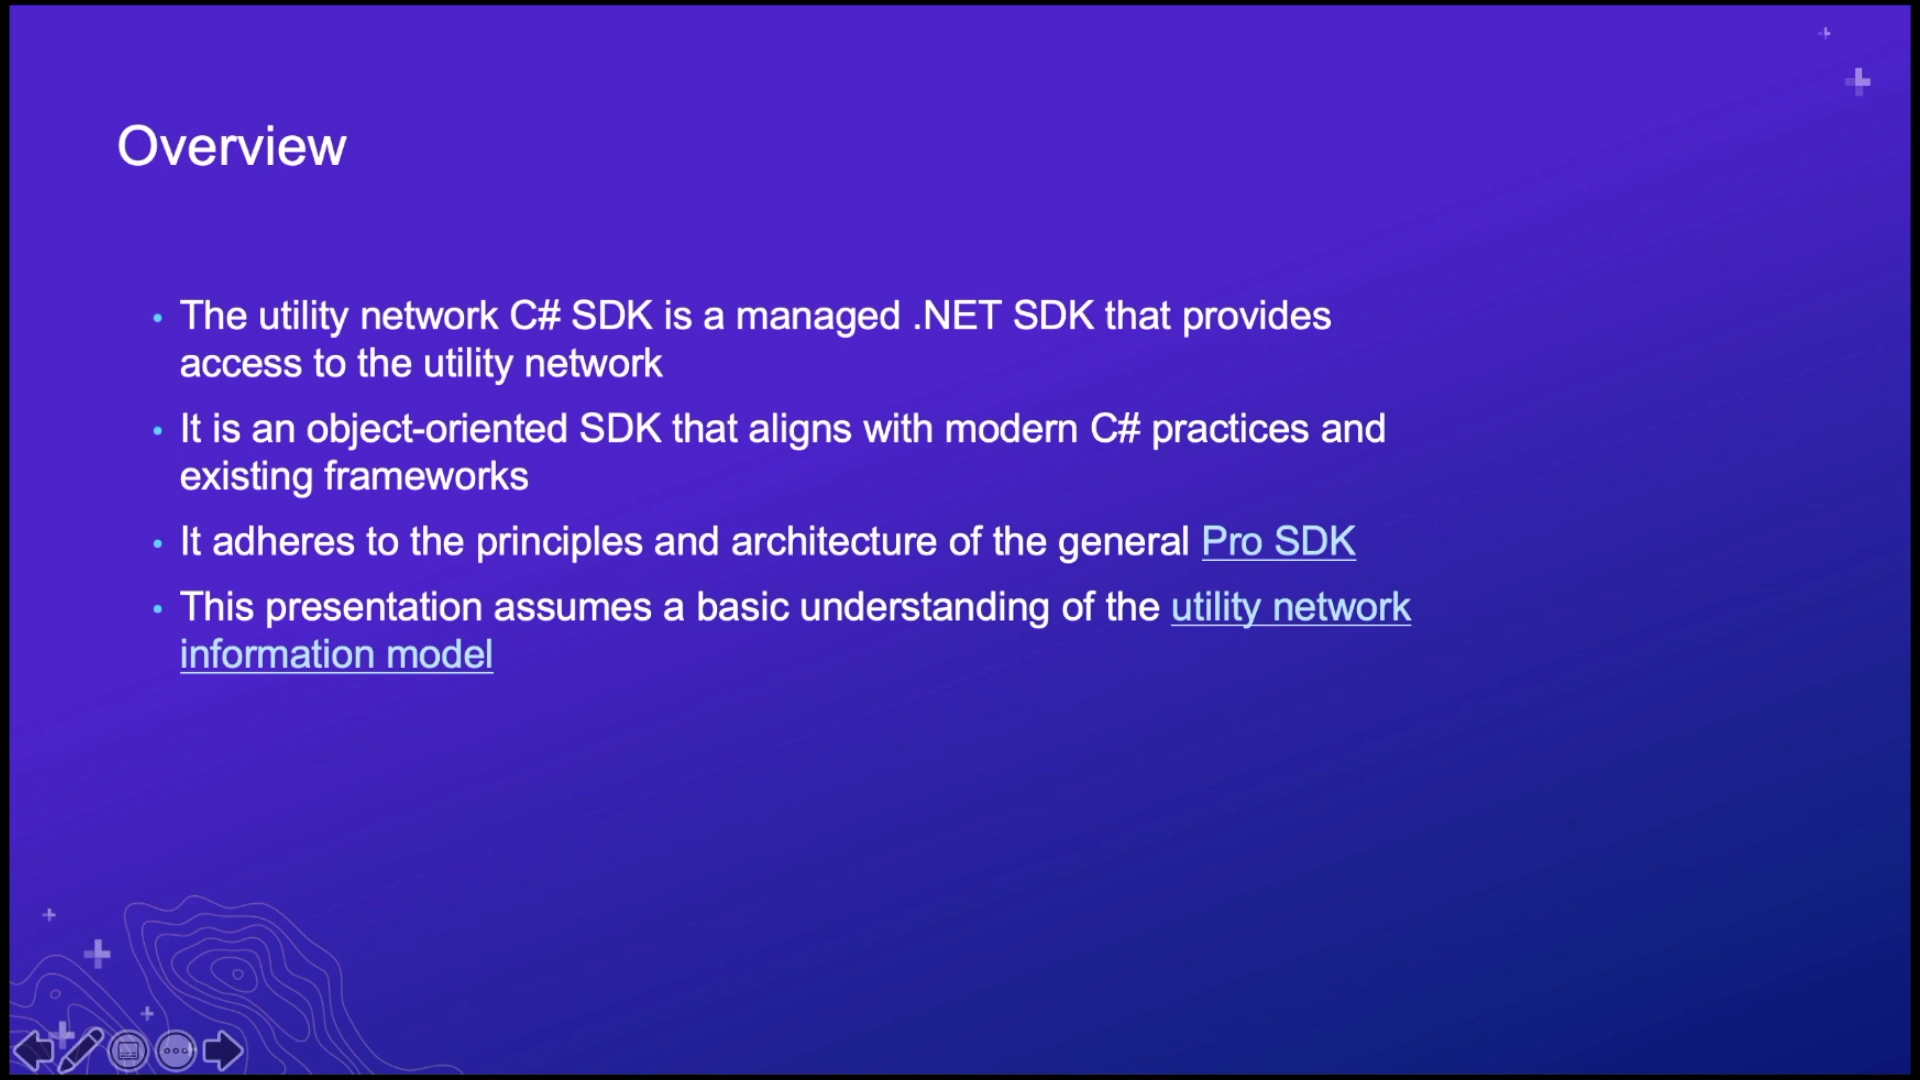 Overview
• The utility network C# SDK is a managed .NET SDK that provides
access to the utility network
• It is an object-oriented SDK that aligns with modern C# practices and
existing frameworks
• It adheres to the principles and architecture of the general Pro SDK
• This presentation assumes a basic understanding of the utility network
information model